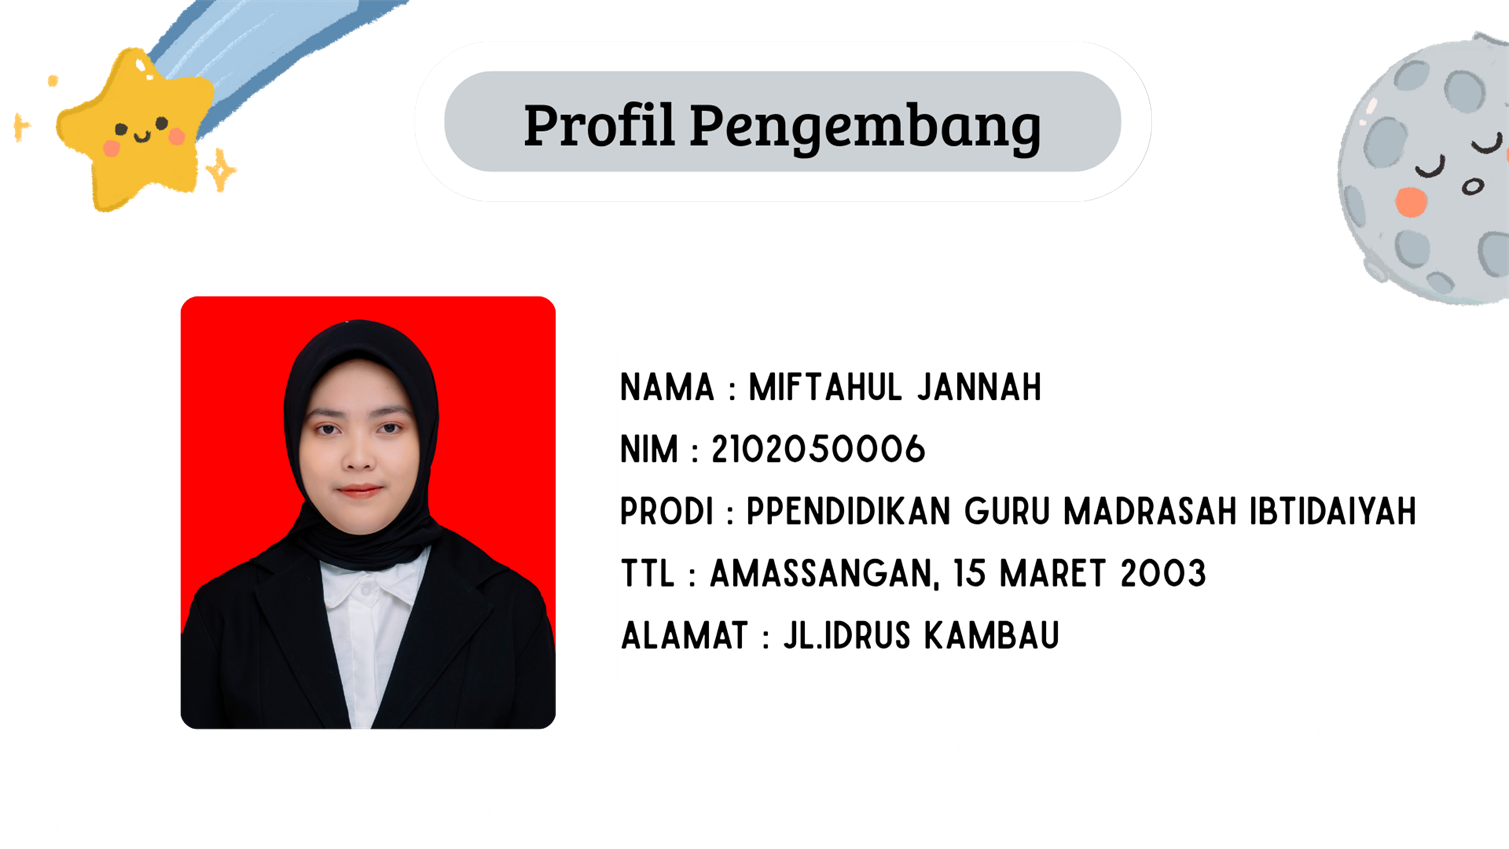 Profil Pengembang
NAMA : MIFTAHUL JANNAH
NIM : 2102050006
PRODI : PPENDIDIKAN GURU MADRASAH IBTIDAIYAH
TTL : AMASSANGAN, 15 MARET 2003
ALAMAT : JL.IDRUS KAMBAU